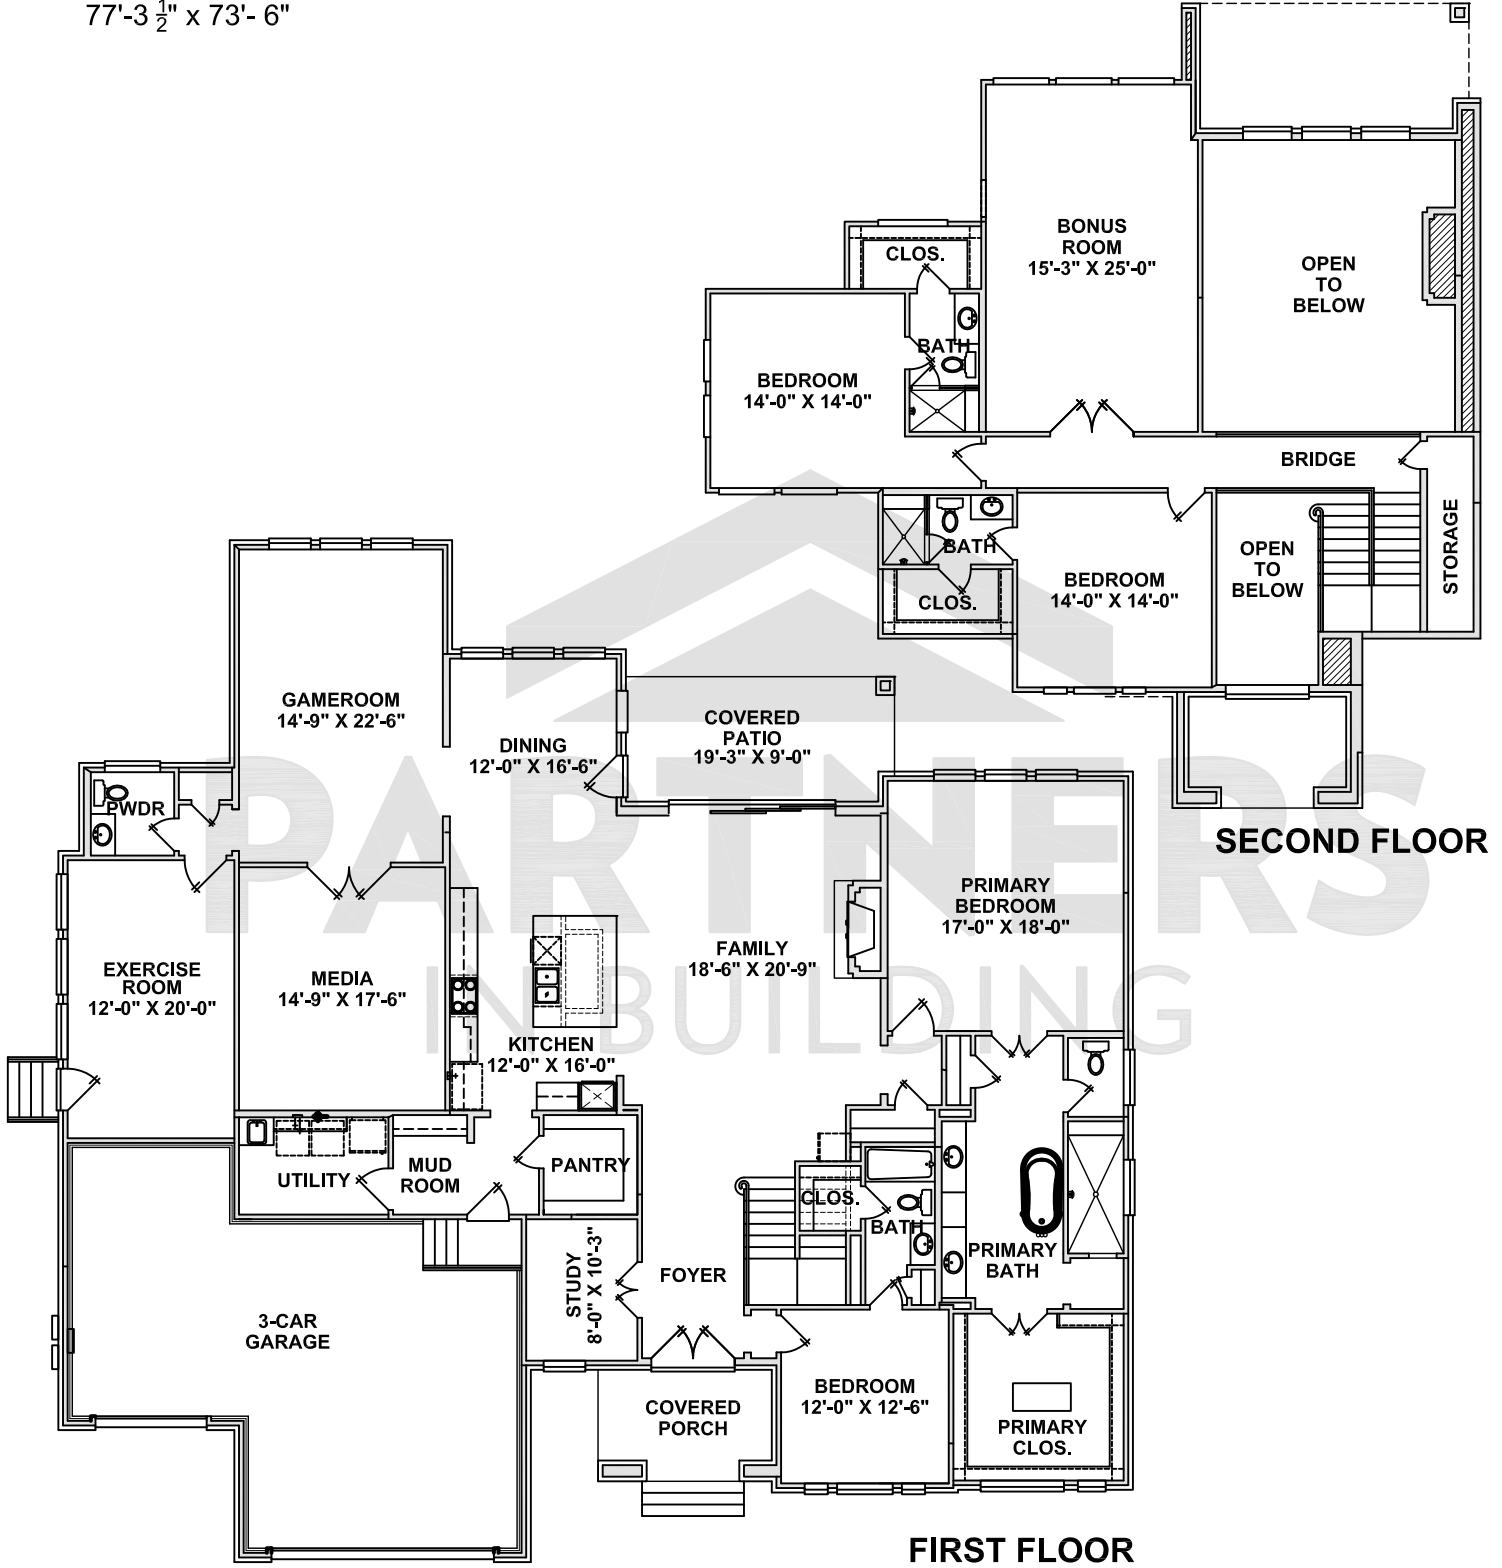 77'-3 1/2" x 73'- 6"
CLOS.
BONUS
ROOM
15'-3" X 25'-0"
OPEN
TO
BELOW
BATH
BEDROOM
14'-0" X 14'-0"
BRIDGE
STORAGE
BATH
CLOS.
BEDROOM
14'-0" X 14'-0"
OPEN
TO
BELOW
SECOND FLOOR
GAMEROOM
14'-9" X 22'-6"
DINING
12'-0" X 16'-6"
COVERED
PATIO
19'-3" X 9'-0"
PWDR
PARTNERS
IN BUILDING
PRIMARY
BEDROOM
17'-0" X 18'-0"
FAMILY
18'-6" X 20'-9"
EXERCISE
ROOM
12'-0" X 20'-0"
MEDIA
14'-9" X 17'-6"
KITCHEN
12'-0" X 16'-0"
UTILITY
MUD
ROOM
PANTRY
CLOS.
BATH
PRIMARY
BATH
STUDY
8'-0" X 10'-3"
FOYER
3-CAR
GARAGE
COVERED
PORCH
BEDROOM
12'-0" X 12'-6"
PRIMARY
CLOS.
FIRST FLOOR